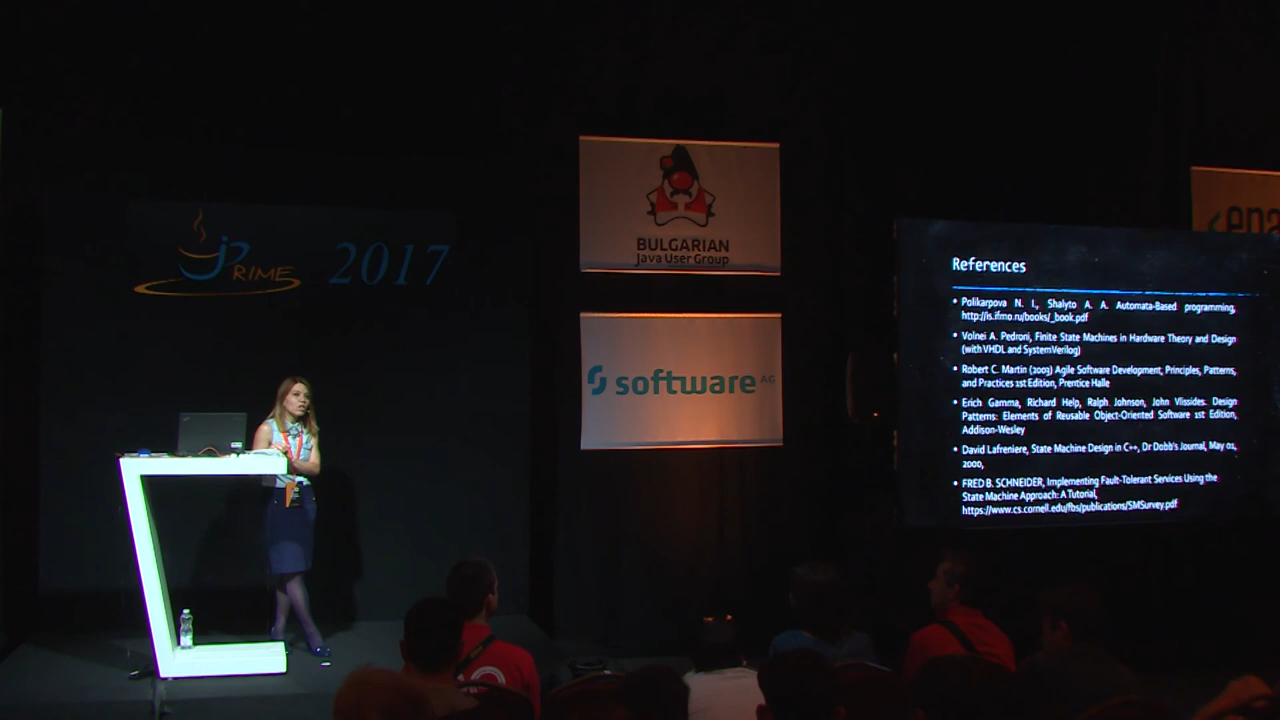 JPRIME 2017
BULGARIAN
Java User Group
software AG
References
• Polikarpova N. I., Shalyto A. A. Automata-Based programming,
http://is.ifmo.ru/books/_book.pdf
• Volnei A. Pedroni, Finite State Machines in Hardware Theory and Design
(with VHDL and SystemVerilog)
• Robert C. Martin (2003) Agile Software Development, Principles, Patterns,
and Practices 1st Edition, Prentice Halle
• Erich Gamma, Richard Help, Ralph Johnson, John Vlissides. Design
Patterns: Elements of Reusable Object-Oriented Software 1st Edition,
Addison-Wesley
• David Lafreniere, State Machine Design in C++, Dr Dobb's Journal, May 01,
2000,
• FRED B. SCHNEIDER, Implementing Fault-Tolerant Services Using the
State Machine Approach: A Tutorial,
https://www.cs.cornell.edu/fbs/publications/SMSurvey.pdf